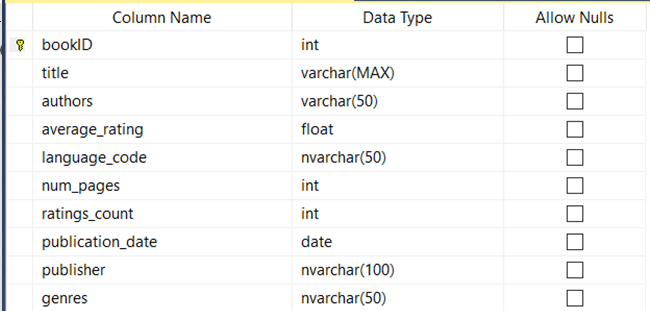 Column Name Data Type Allow Nulls
bookID int
title varchar(MAX)
authors varchar(50)
average_rating float
language_code nvarchar(50)
num_pages int
ratings_count int
publication_date date
publisher nvarchar(100)
genres nvarchar(50)